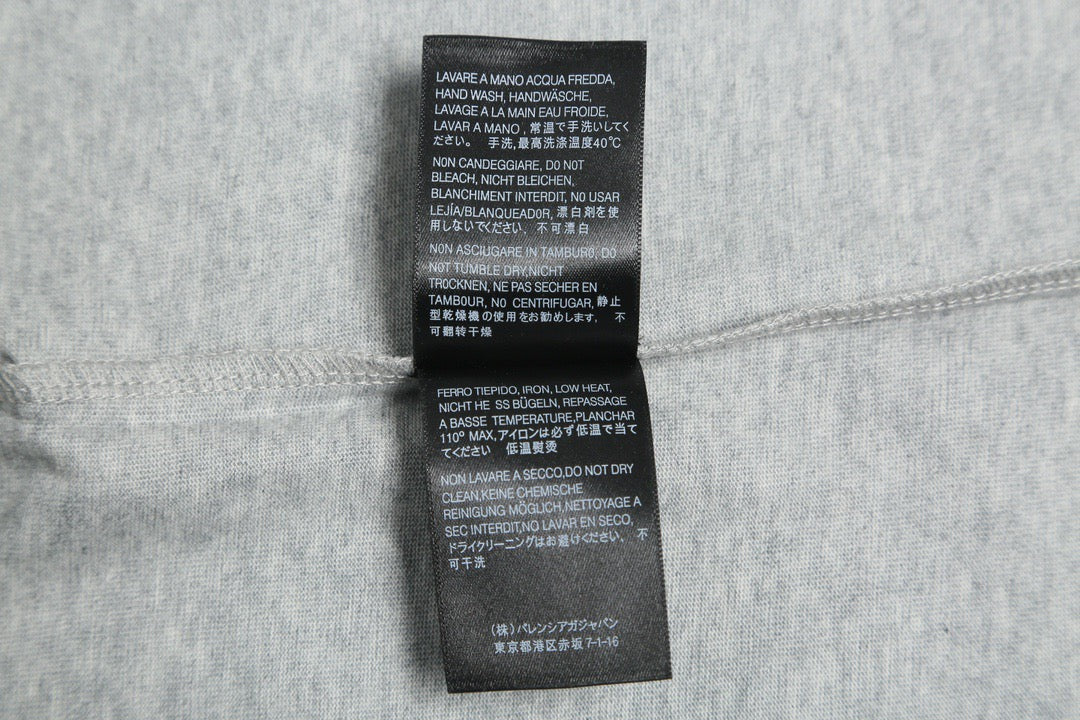 LAVARE A MANO ACQUA FREDDA,
HAND WASH, HANDWÄSCHE,
LAVAGE A LA MAIN EAU FROIDE,
LAVAR A MANO , 常温で手洗いしてく
ださい。 手洗,最高洗涤温度40℃
NON CANDEGGIARE, DO NOT
BLEACH, NICHT BLEICHEN,
BLANCHIMENT INTERDIT, NO USAR
LEJÍA/BLANQUEADOR, 漂白剤を使
用しないでください. 不可漂白
NON ASCIUGARE IN TAMBURO, DO
NOT TUMBLE DRY,NICHT
TROCKNEN, NE PAS SECHER EN
TAMBOUR, NO CENTRIFUGAR, 静止
型乾燥機の使用をお勧めします. 不
可翻转干燥
FERRO TIEPIDO, IRON, LOW HEAT,
NICHT HE SS BÜGELN, REPASSAGE
A BASSE TEMPERATURE,PLANCHAR
110º MAX,アイロンは必ず低温で当て
てください 低温熨烫
NON LAVARE A SECCO,DO NOT DRY
CLEAN,KEINE CHEMISCHE
REINIGUNG MÖGLICH,NETTOYAGE A
SEC INTERDIT,NO LAVAR EN SECO,
ドライクリーニングはお避けください. 不
可干洗
(株)バレンシアガジャパン
東京都港区赤坂7-1-16